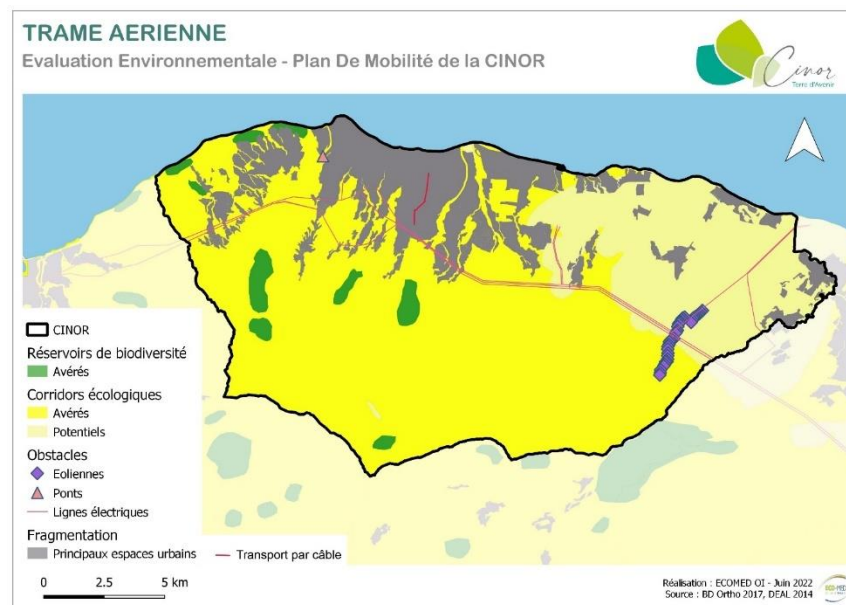 TRAME AERIENNE
Evaluation Environnementale - Plan De Mobilité de la CINOR
Cinor
Terre d'Avenir
CINOR
Réservoirs de biodiversité
Avérés
Corridors écologiques
Avérés
Potentiels
Obstacles
Eoliennes
Ponts
Lignes électriques
Fragmentation
Principaux espaces urbains
Transport par câble
0 2.5 5 km
Réalisation : ECOMED OI - Juin 2022
Source : BD Ortho 2017, DEAL 2014